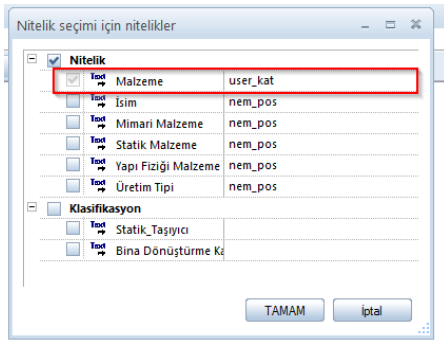 Nitelik seçimi için nitelikler
Nitelik
Text Malzeme user_kat
Text İsim nem_pos
Text Mimari Malzeme nem_pos
Text Statik Malzeme nem_pos
Text Yapı Fiziği Malzeme nem_pos
Text Üretim Tipi nem_pos
Klasifikasyon
Text Statik_Taşıyıcı
Text Bina Dönüştürme Ka
TAMAM İptal